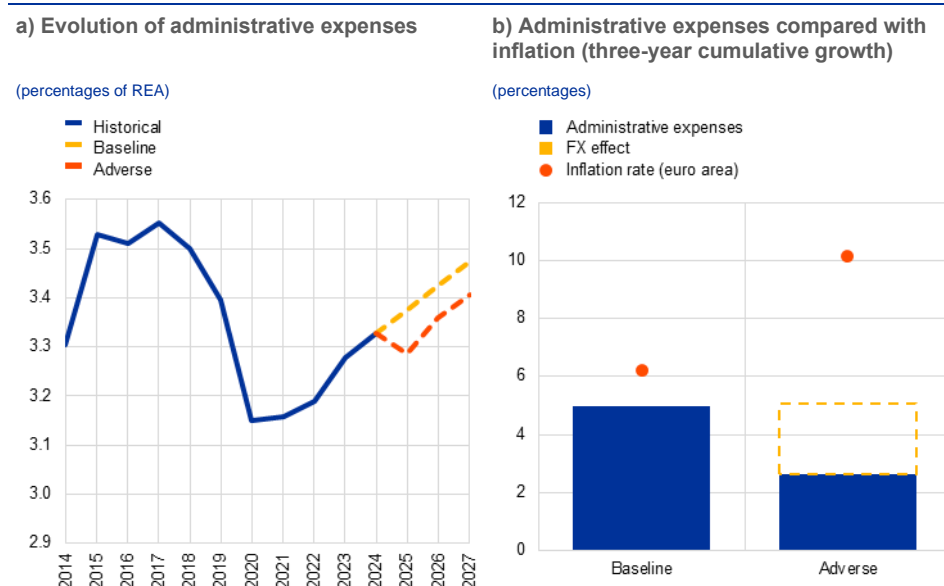 a) Evolution of administrative expenses
(percentages of REA)
Historical
Baseline
Adverse
3.6
3.5
3.4
3.3
3.2
3.1
3.0
2.9
2014
2015
2016
2017
2018
2019
2020
2021
2022
2023
2024
2025
2026
2027
b) Administrative expenses compared with
inflation (three-year cumulative growth)
(percentages)
Administrative expenses
FX effect
Inflation rate (euro area)
12
10
8
6
4
2
0
Baseline
Adverse